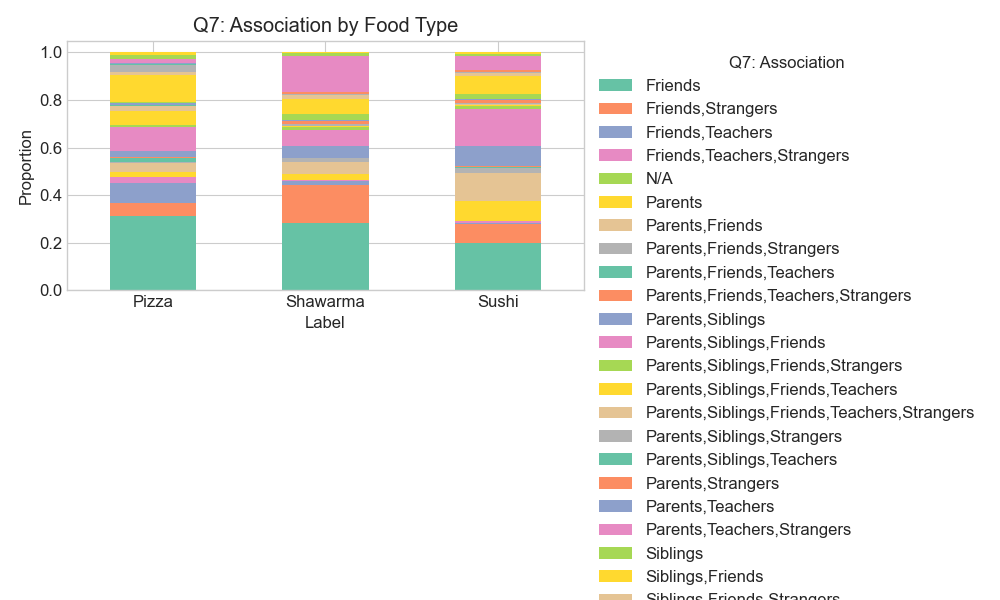 Q7: Association by Food Type
1.0
0.8
0.6
0.4
0.2
0.0
Proportion
Pizza
Shawarma
Sushi
Label
Q7: Association
Friends
Friends,Strangers
Friends,Teachers
Friends,Teachers,Strangers
N/A
Parents
Parents,Friends
Parents,Friends,Strangers
Parents,Friends,Teachers
Parents,Friends,Teachers,Strangers
Parents,Siblings
Parents,Siblings,Friends
Parents,Siblings,Friends,Strangers
Parents,Siblings,Friends,Teachers
Parents,Siblings,Friends,Teachers,Strangers
Parents,Siblings,Strangers
Parents,Siblings,Teachers
Parents,Strangers
Parents,Teachers
Parents,Teachers,Strangers
Siblings
Siblings,Friends
Siblings,Friends,Strangers